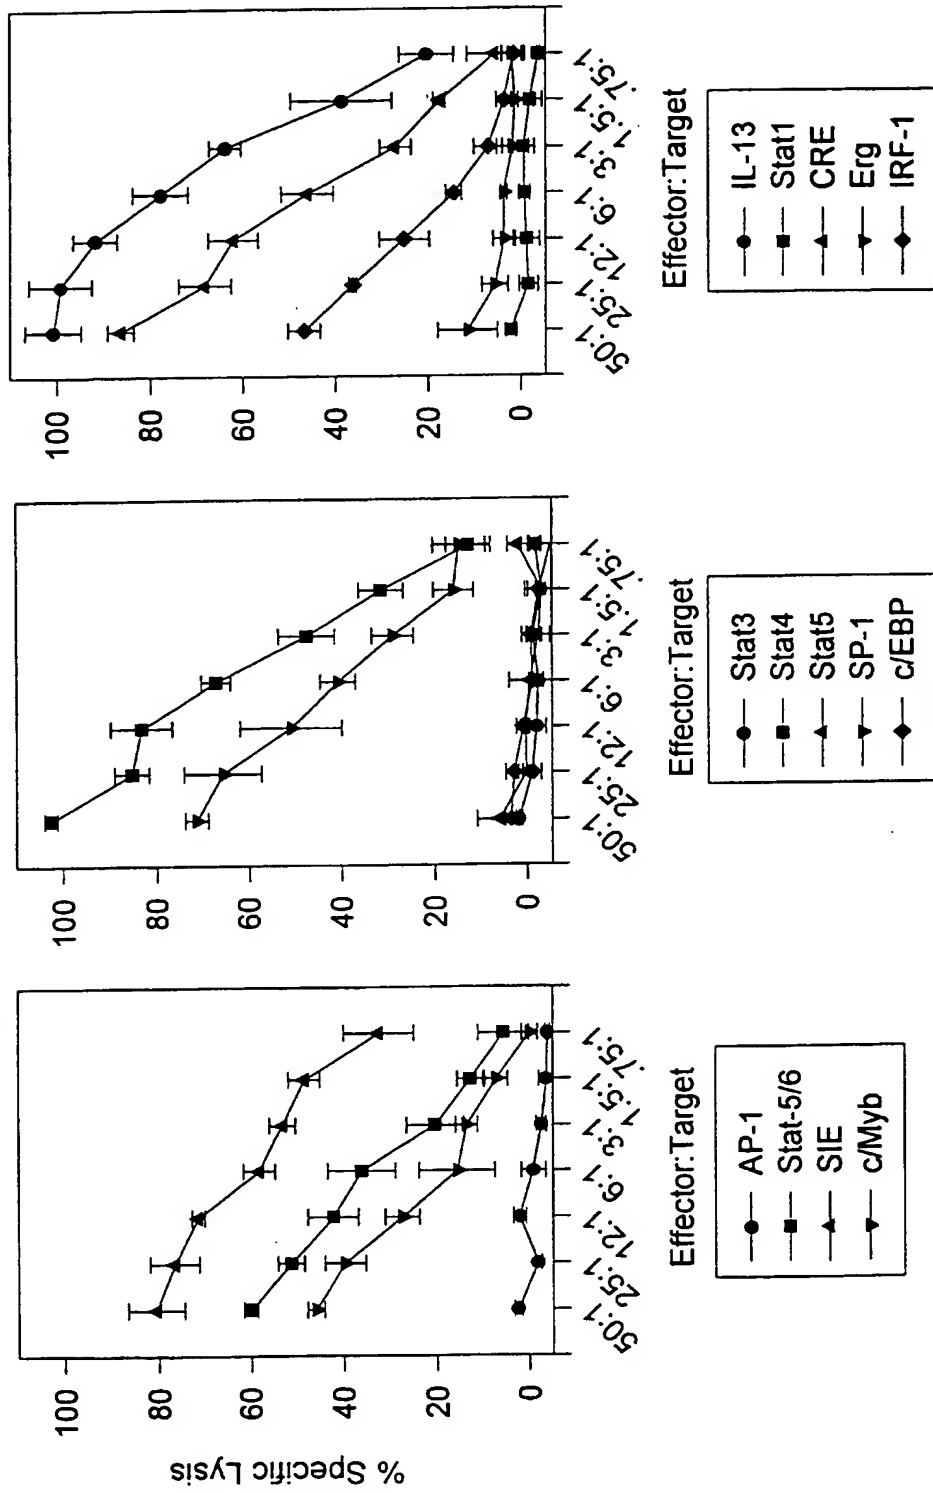 % Specific Lysis
100
80
60
40
20
0
50:1
25:1
12:1
6:1
3:1
1.5:1
.75:1
Effector:Target
AP-1
Stat-5/6
SIE
c/Myb
100
80
60
40
20
0
50:1
25:1
12:1
6:1
3:1
1.5:1
.75:1
Effector:Target
Stat3
Stat4
Stat5
SP-1
c/EBP
100
80
60
40
20
0
50:1
25:1
12:1
6:1
3:1
1.5:1
.75:1
Effector:Target
IL-13
Stat1
CRE
Erg
IRF-1